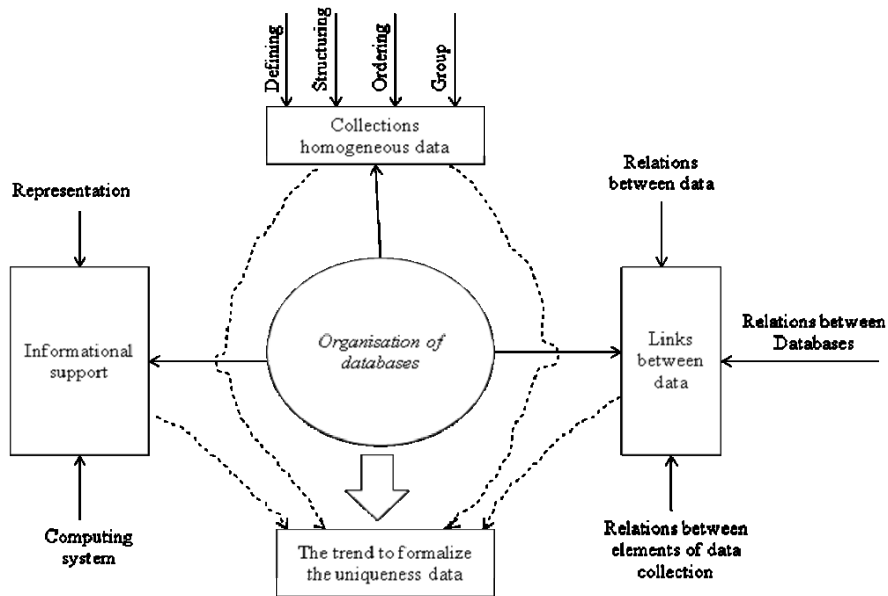 Defining
Structuring
Ordering
Group
Collections
homogeneous data
Representation
Relations
between data
Informational
support
Organisation of
databases
Links
between
data
Relations between
Databases
Computing
system
The trend to formalize
the uniqueness data
Relations between
elements of data
collection